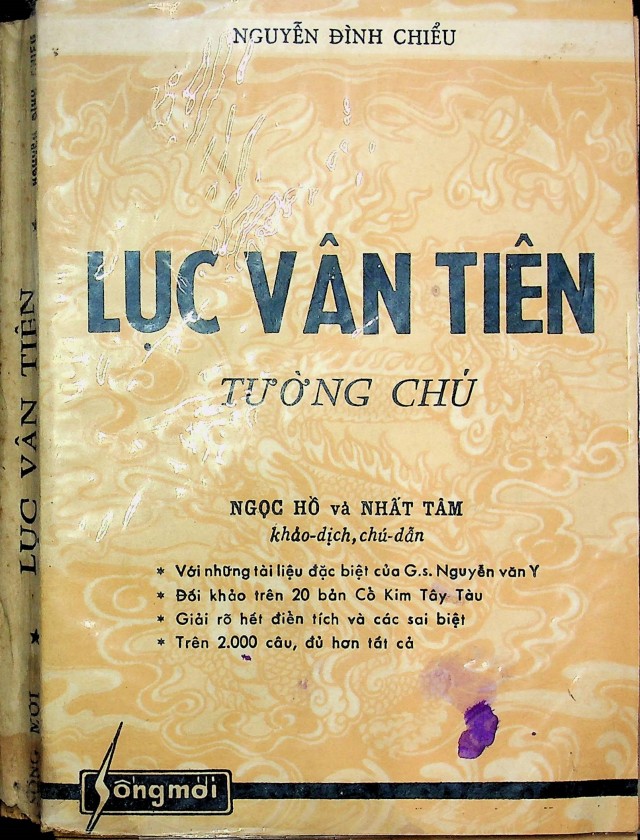 NGUYỄN ĐÌNH CHIỂU
LỤC VÂN TIÊN
TƯỜNG CHÚ
NGỌC HỒ và NHẤT TÂM
khảo-dịch, chú-dẫn
* Với những tài liệu đặc biệt của G.s. Nguyễn văn Y
* Đối khảo trên 20 bản Cổ Kim Tây Tàu
* Giải rõ hết điển tích và các sai biệt
* Trên 2.000 câu, đủ hơn tất cả
Sống mới
LỤC VÂN TIÊN
SỐNG MỚI